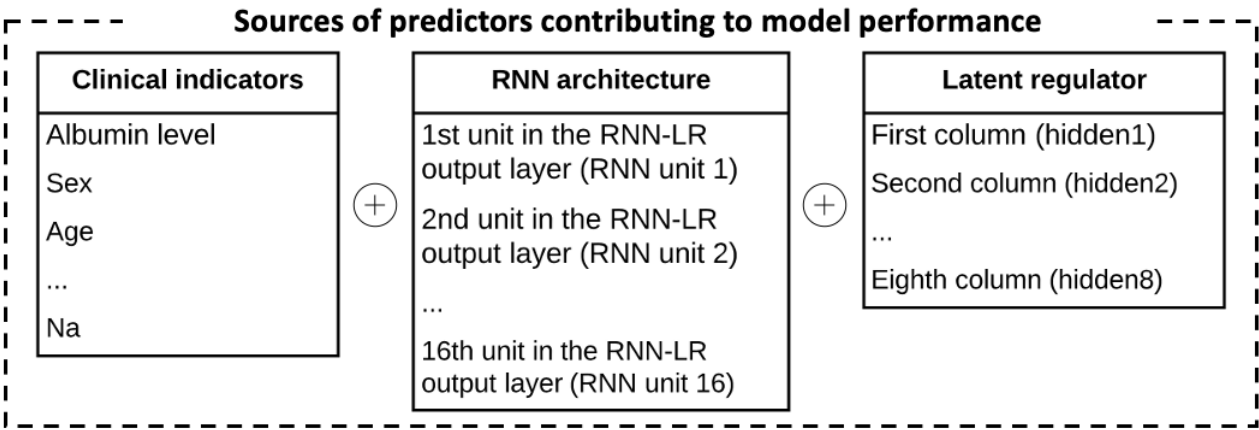 Sources of predictors contributing to model performance
Clinical indicators
Albumin level
Sex
Age
...
Na
+
RNN architecture
1st unit in the RNN-LR
output layer (RNN unit 1)
2nd unit in the RNN-LR
output layer (RNN unit 2)
...
16th unit in the RNN-LR
output layer (RNN unit 16)
+
Latent regulator
First column (hidden1)
Second column (hidden2)
...
Eighth column (hidden8)